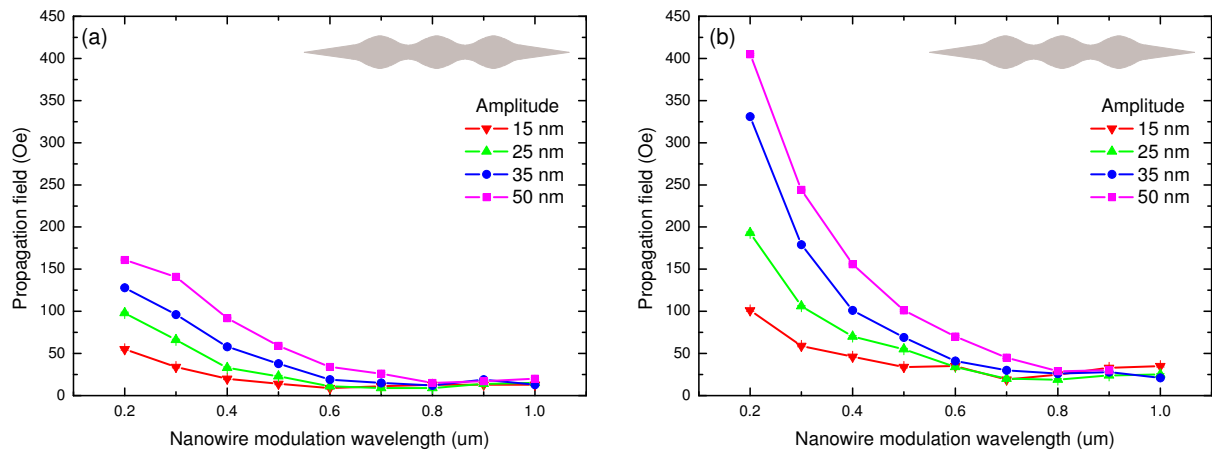 (a)
450
400
350
300
250
200
150
100
50
0
Propagation field (Oe)
Amplitude
15 nm
25 nm
35 nm
50 nm
0.2 0.4 0.6 0.8 1.0
Nanowire modulation wavelength (um)
(b)
450
400
350
300
250
200
150
100
50
0
Propagation field (Oe)
Amplitude
15 nm
25 nm
35 nm
50 nm
0.2 0.4 0.6 0.8 1.0
Nanowire modulation wavelength (um)